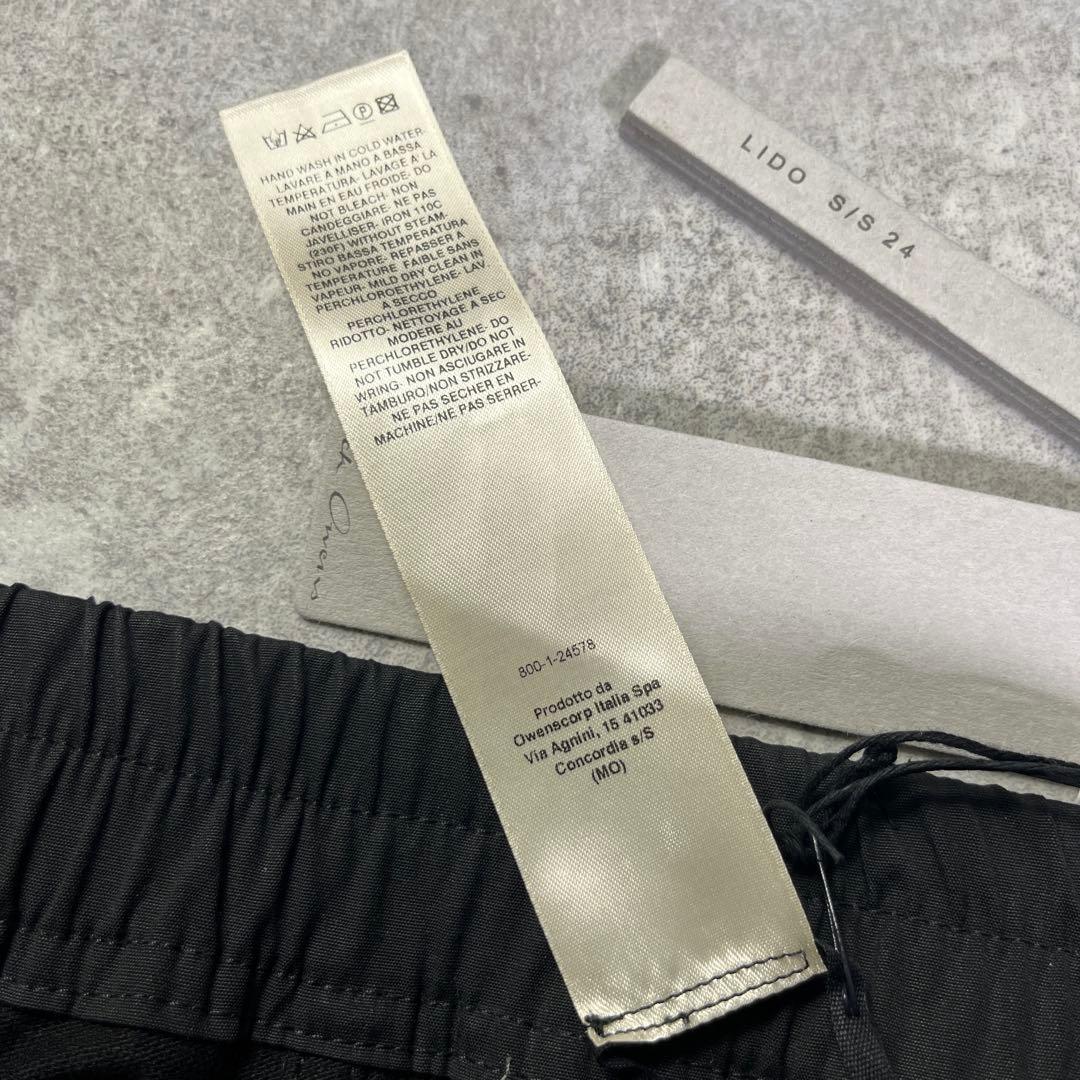 HAND WASH IN COLD WATER-
LAVARE A MANO A BASSA
TEMPERATURA- LAVAGE A' LA
MAIN EN EAU FROIDE- DO
NOT BLEACH- NON
CANDEGGIARE- NE PAS
JAVELLISER- IRON 110C
(230F) WITHOUT STEAM-
STIRO BASSA TEMPERATURA
NO VAPORE- REPASSER A
TEMPERATURE FAIBLE SANS
VAPEUR- MILD DRY CLEAN IN
PERCHLOROETHYLENE- LAV
A SECCO
PERCHLORETHYLENE
RIDOTTO- NETTOYAGE A SEC
MODERE AU
PERCHLORETHYLENE- DO
NOT TUMBLE DRY/DO NOT
WRING- NON ASCIUGARE IN
TAMBURO/NON STRIZZARE-
NE PAS SECHER EN
MACHINE/NE PAS SERRER-
800-1-24578
Prodotto da
Owenscorp Italia Spa
Via Agnini, 15 41033
Concordia s/S
(MO)
LIDO S/S 24
ck Owens